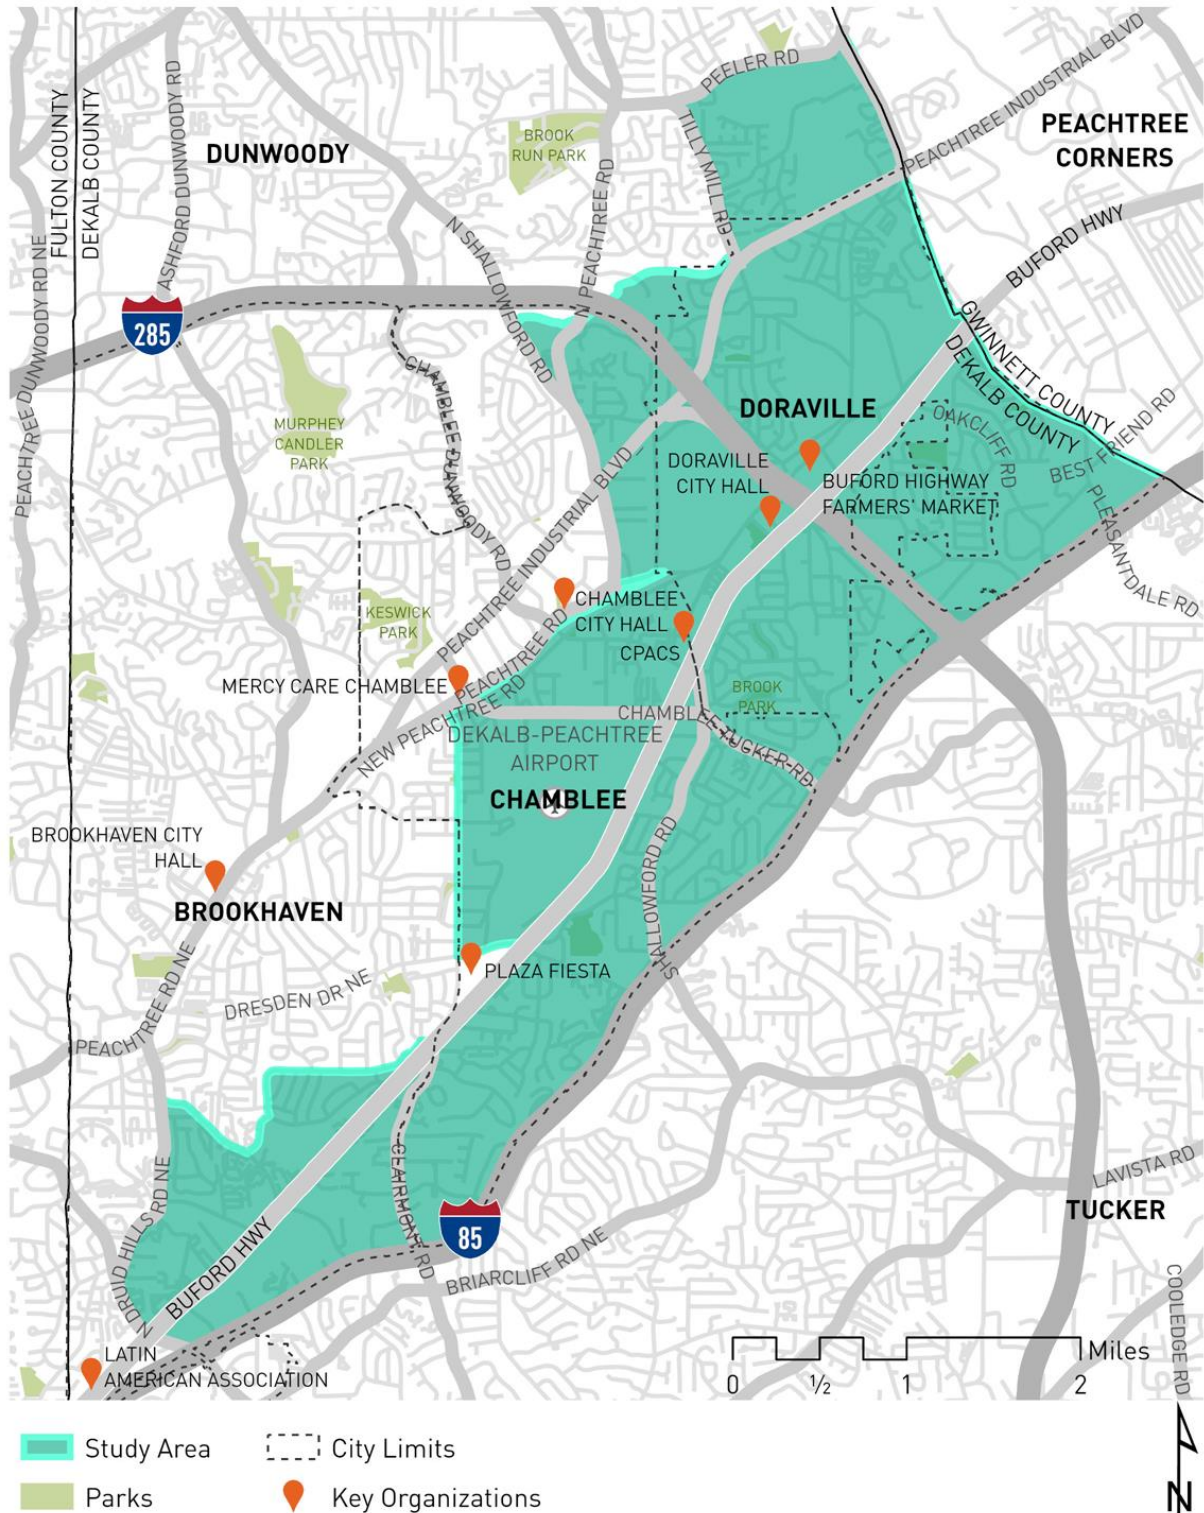 PEELER RD
PEACHTREE INDUSTRIAL BLVD
FULTON COUNTY
DEKALB COUNTY
ASHFORD DUNWOODY RD
DUNWOODY
BROOK
RUN PARK
TILLY MILL RD
PEACHTREE
CORNERS
N PEACHTREE RD
N SHALLOWFORD RD
BUFORD HWY
PEACHTREE DUNWOODY RD NE
285
GWINNETT COUNTY
DEKALB COUNTY
CHAMBLEE DUNWOODY RD
MURPHEY
CANDLER
PARK
DORAVILLE
OAKCLIFF RD
BEST FRIEND RD
DORAVILLE
CITY HALL
BUFORD HIGHWAY
FARMERS' MARKET
PLEASANTDALE RD
PEACHTREE INDUSTRIAL BLVD
CHAMBLEE
CITY HALL
CPACS
KESWICK
PARK
PEACHTREE RD
MERCY CARE CHAMBLEE
NEW PEACHTREE RD
BROOK
PARK
CHAMBLEE TUCKER RD
DEKALB-PEACHTREE
AIRPORT
CHAMBLEE
BROOKHAVEN CITY
HALL
BROOKHAVEN
SHALLOWFORD RD
PLAZA FIESTA
DRESDEN DR NE
PEACHTREE RD NE
CLAIRMONT RD
LAVISTA RD
TUCKER
N DRUID HILLS RD NE
BUFORD HWY
85
BRIARCLIFF RD NE
COOLEDGE RD
LATIN
AMERICAN ASSOCIATION
Miles
0 1/2 1 2
Study Area
City Limits
Parks
Key Organizations
N